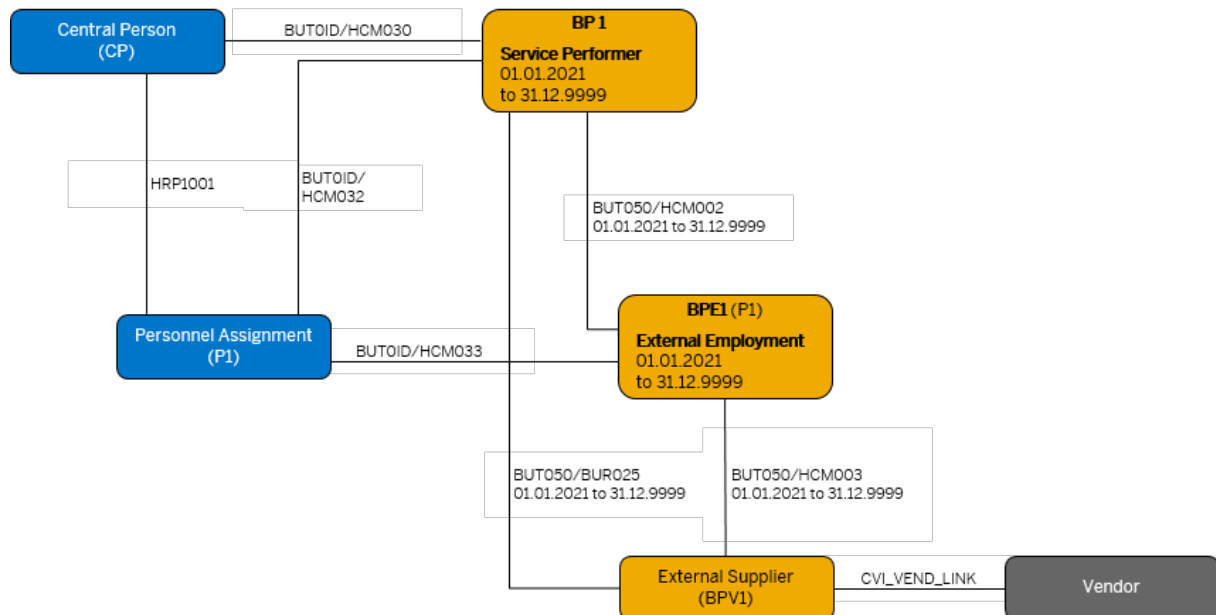 Central Person
(CP)
BUT0ID/HCM030
BP 1
Service Performer
01.01.2021
to 31.12.9999
HRP1001
BUT0ID/
HCM032
BUT050/HCM002
01.01.2021 to 31.12.9999
Personnel Assignment
(P1)
BUT0ID/HCM033
BPE1 (P1)
External Employment
01.01.2021
to 31.12.9999
BUT050/BUR025
01.01.2021 to 31.12.9999
BUT050/HCM003
01.01.2021 to 31.12.9999
External Supplier
(BPV1)
CVI_VEND_LINK
Vendor